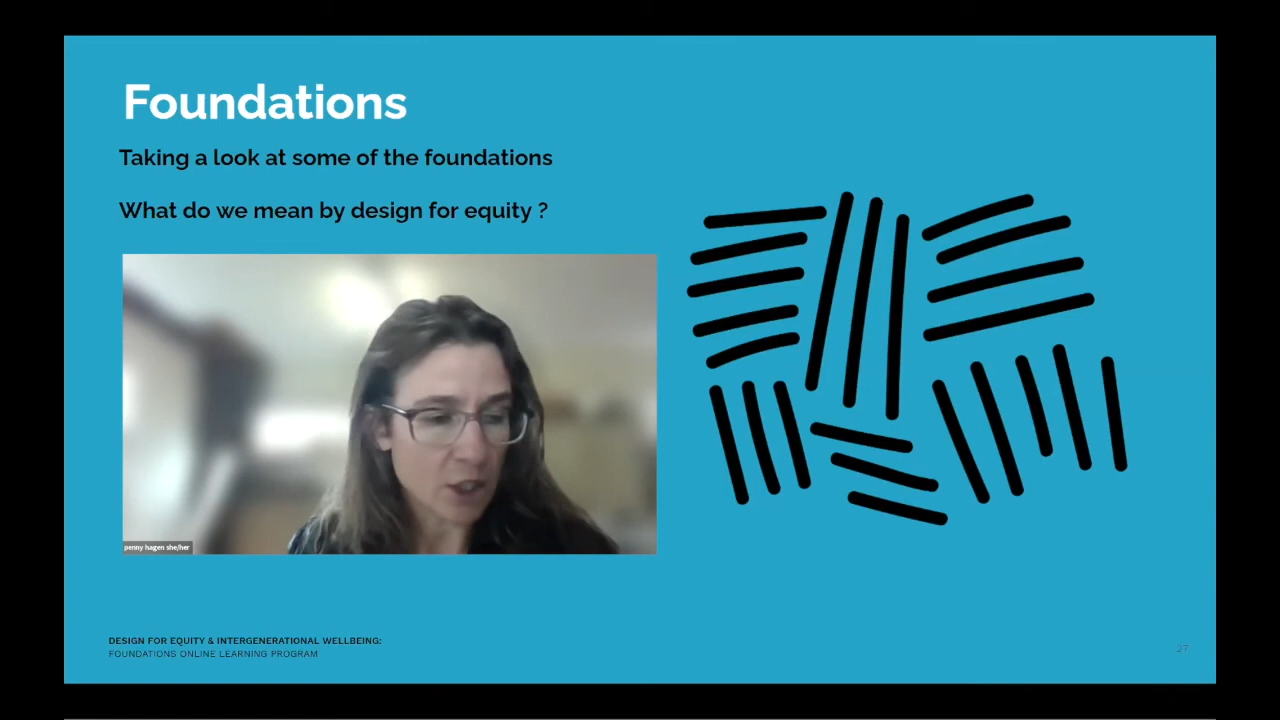 Foundations
Taking a look at some of the foundations
What do we mean by design for equity ?
penny hagen she/her
DESIGN FOR EQUITY & INTERGENERATIONAL WELLBEING:
FOUNDATIONS ONLINE LEARNING PROGRAM
27